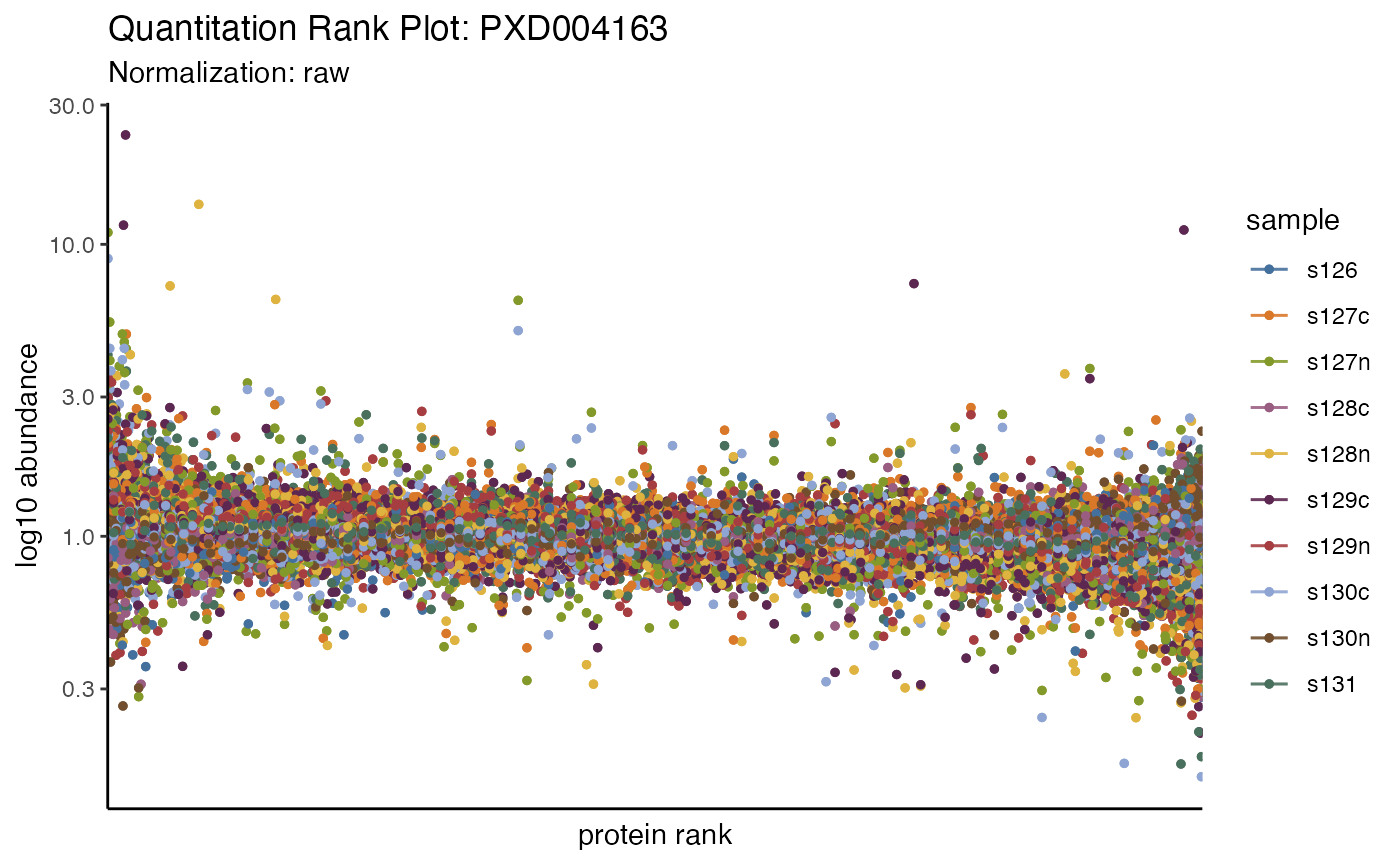 Quantitation Rank Plot: PXD004163
Normalization: raw
30.0
10.0
3.0
1.0
0.3
log10 abundance
protein rank
sample
s126
s127c
s127n
s128c
s128n
s129c
s129n
s130c
s130n
s131